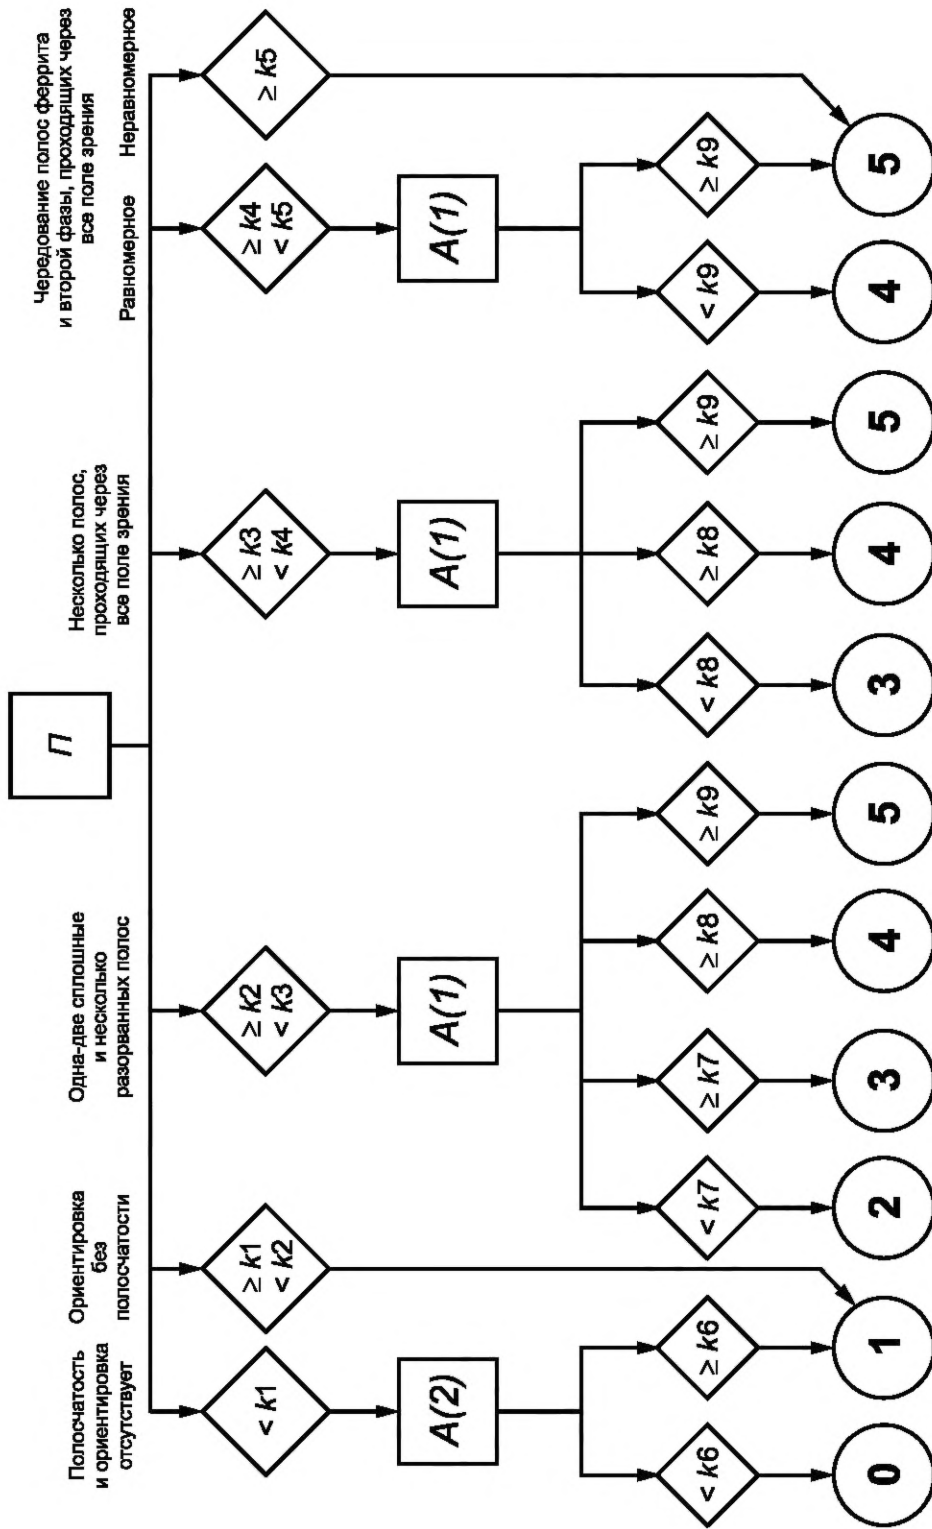 П
Полосчатость
и ориентировка
отсутствует
Ориентировка
без
полосчатости
Одна-две сплошные
и несколько
разорванных полос
Несколько полос,
проходящих через
все поле зрения
Чередование полос феррита
и второй фазы, проходящих через
все поле зрения
Равномерное
Неравномерное
< k1
≥ k1
< k2
≥ k2
< k3
≥ k3
< k4
≥ k4
< k5
≥ k5
A(2)
A(1)
A(1)
A(1)
< k6
≥ k6
< k7
≥ k7
≥ k8
≥ k9
< k8
≥ k8
≥ k9
< k9
≥ k9
0
1
2
3
4
5
3
4
5
4
5